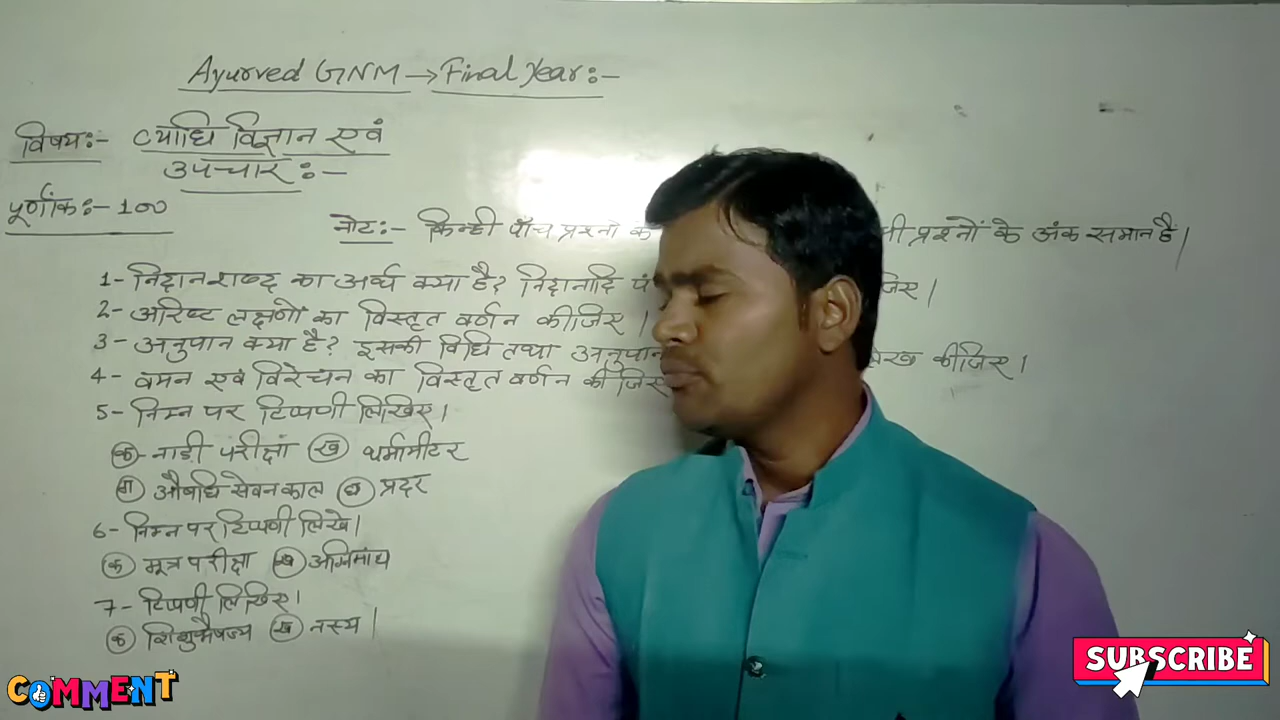 Ayurved GNM → Final Year:-
विषय:- व्याधि विज्ञान एवं
उपचार:-
पूर्णांक:- 100
नोट:- किन्ही पाँच प्रश्नों के प्रश्नों के अंक समान है।
1- निदान शब्द का अर्थ क्या है? निदानादि
2- अरिष्ट लक्षणों का विस्तृत वर्णन कीजिए।
3- अनुपान क्या है? इसकी विधि तथा कीजिए।
4- वमन एवं विरेचन का विस्तृत वर्णन
5- निम्न पर टिप्पणी लिखिए।
(क) नाड़ी परीक्षा (ख) थर्मामीटर
(ग) औषधि सेवन काल (घ) प्रदर
6- निम्न पर टिप्पणी लिखे।
(क) मूत्र परीक्षा (ख) अग्निमांद्य
7- टिप्पणी लिखिए।
(क) शिशुभैषज्य (ख) नस्य।
COMMENT
SUBSCRIBE